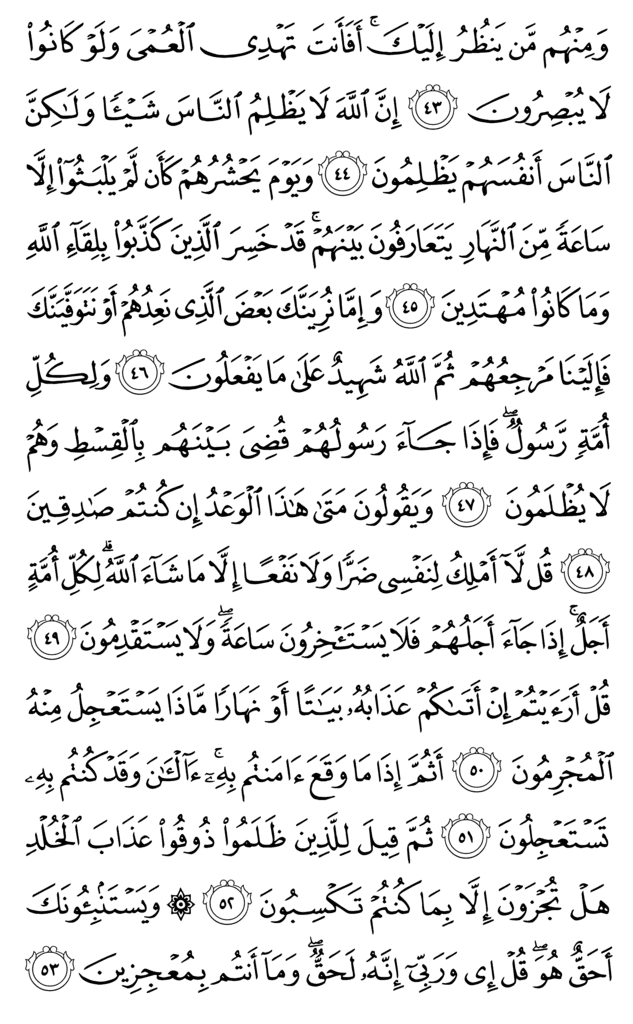 وَمِنْهُم مَّن يَنظُرُ إِلَيْكَ ۚ أَفَأَنتَ تَهْدِى ٱلْعُمْىَ وَلَوْ كَانُوا۟
لَا يُبْصِرُونَ ٤٣ إِنَّ ٱللَّهَ لَا يَظْلِمُ ٱلنَّاسَ شَيْـًٔا وَلَـٰكِنَّ
ٱلنَّاسَ أَنفُسَهُمْ يَظْلِمُونَ ٤٤ وَيَوْمَ يَحْشُرُهُمْ كَأَن لَّمْ يَلْبَثُوٓا۟ إِلَّا
سَاعَةً مِّنَ ٱلنَّهَارِ يَتَعَارَفُونَ بَيْنَهُمْ ۚ قَدْ خَسِرَ ٱلَّذِينَ كَذَّبُوا۟ بِلِقَآءِ ٱللَّهِ
وَمَا كَانُوا۟ مُهْتَدِينَ ٤٥ وَإِمَّا نُرِيَنَّكَ بَعْضَ ٱلَّذِى نَعِدُهُمْ أَوْ نَتَوَفَّيَنَّكَ
فَإِلَيْنَا مَرْجِعُهُمْ ثُمَّ ٱللَّهُ شَهِيدٌ عَلَىٰ مَا يَفْعَلُونَ ٤٦ وَلِكُلِّ
أُمَّةٍ رَّسُولٌ ۖ فَإِذَا جَآءَ رَسُولُهُمْ قُضِىَ بَيْنَهُم بِٱلْقِسْطِ وَهُمْ
لَا يُظْلَمُونَ ٤٧ وَيَقُولُونَ مَتَىٰ هَـٰذَا ٱلْوَعْدُ إِن كُنتُمْ صَـٰدِقِينَ
٤٨ قُل لَّآ أَمْلِكُ لِنَفْسِى ضَرًّا وَلَا نَفْعًا إِلَّا مَا شَآءَ ٱللَّهُ ۗ لِكُلِّ أُمَّةٍ
أَجَلٌ ۚ إِذَا جَآءَ أَجَلُهُمْ فَلَا يَسْتَـْٔخِرُونَ سَاعَةً ۖ وَلَا يَسْتَقْدِمُونَ ٤٩
قُلْ أَرَءَيْتُمْ إِنْ أَتَىٰكُمْ عَذَابُهُۥ بَيَـٰتًا أَوْ نَهَارًا مَّاذَا يَسْتَعْجِلُ مِنْهُ
ٱلْمُجْرِمُونَ ٥٠ أَثُمَّ إِذَا مَا وَقَعَ ءَامَنتُم بِهِۦٓ ۚ ءَآلْـَٔـٰنَ وَقَدْ كُنتُم بِهِۦ
تَسْتَعْجِلُونَ ٥١ ثُمَّ قِيلَ لِلَّذِينَ ظَلَمُوا۟ ذُوقُوا۟ عَذَابَ ٱلْخُلْدِ
هَلْ تُجْزَوْنَ إِلَّا بِمَا كُنتُمْ تَكْسِبُونَ ٥٢ ۞ وَيَسْتَنۢبِـُٔونَكَ
أَحَقٌّ هُوَ ۖ قُلْ إِى وَرَبِّىٓ إِنَّهُۥ لَحَقٌّ ۖ وَمَآ أَنتُم بِمُعْجِزِينَ ٥٣